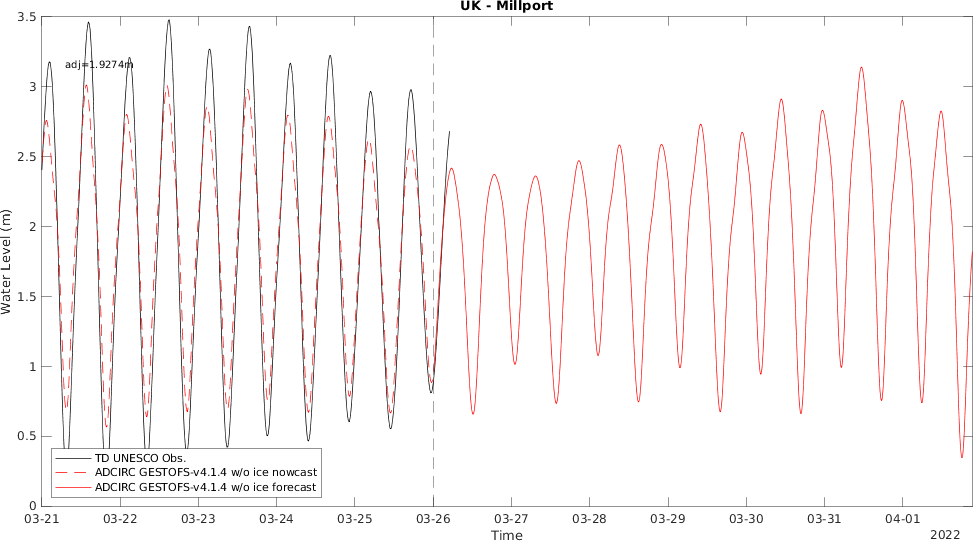 UK - Millport
3.5
adj=1.9274m
3
2.5
2
1.5
1
0.5
0
Water Level (m)
TD UNESCO Obs.
ADCIRC GESTOFS-v4.1.4 w/o ice nowcast
ADCIRC GESTOFS-v4.1.4 w/o ice forecast
03-21 03-22 03-23 03-24 03-25 03-26 03-27 03-28 03-29 03-30 03-31 04-01
Time
2022